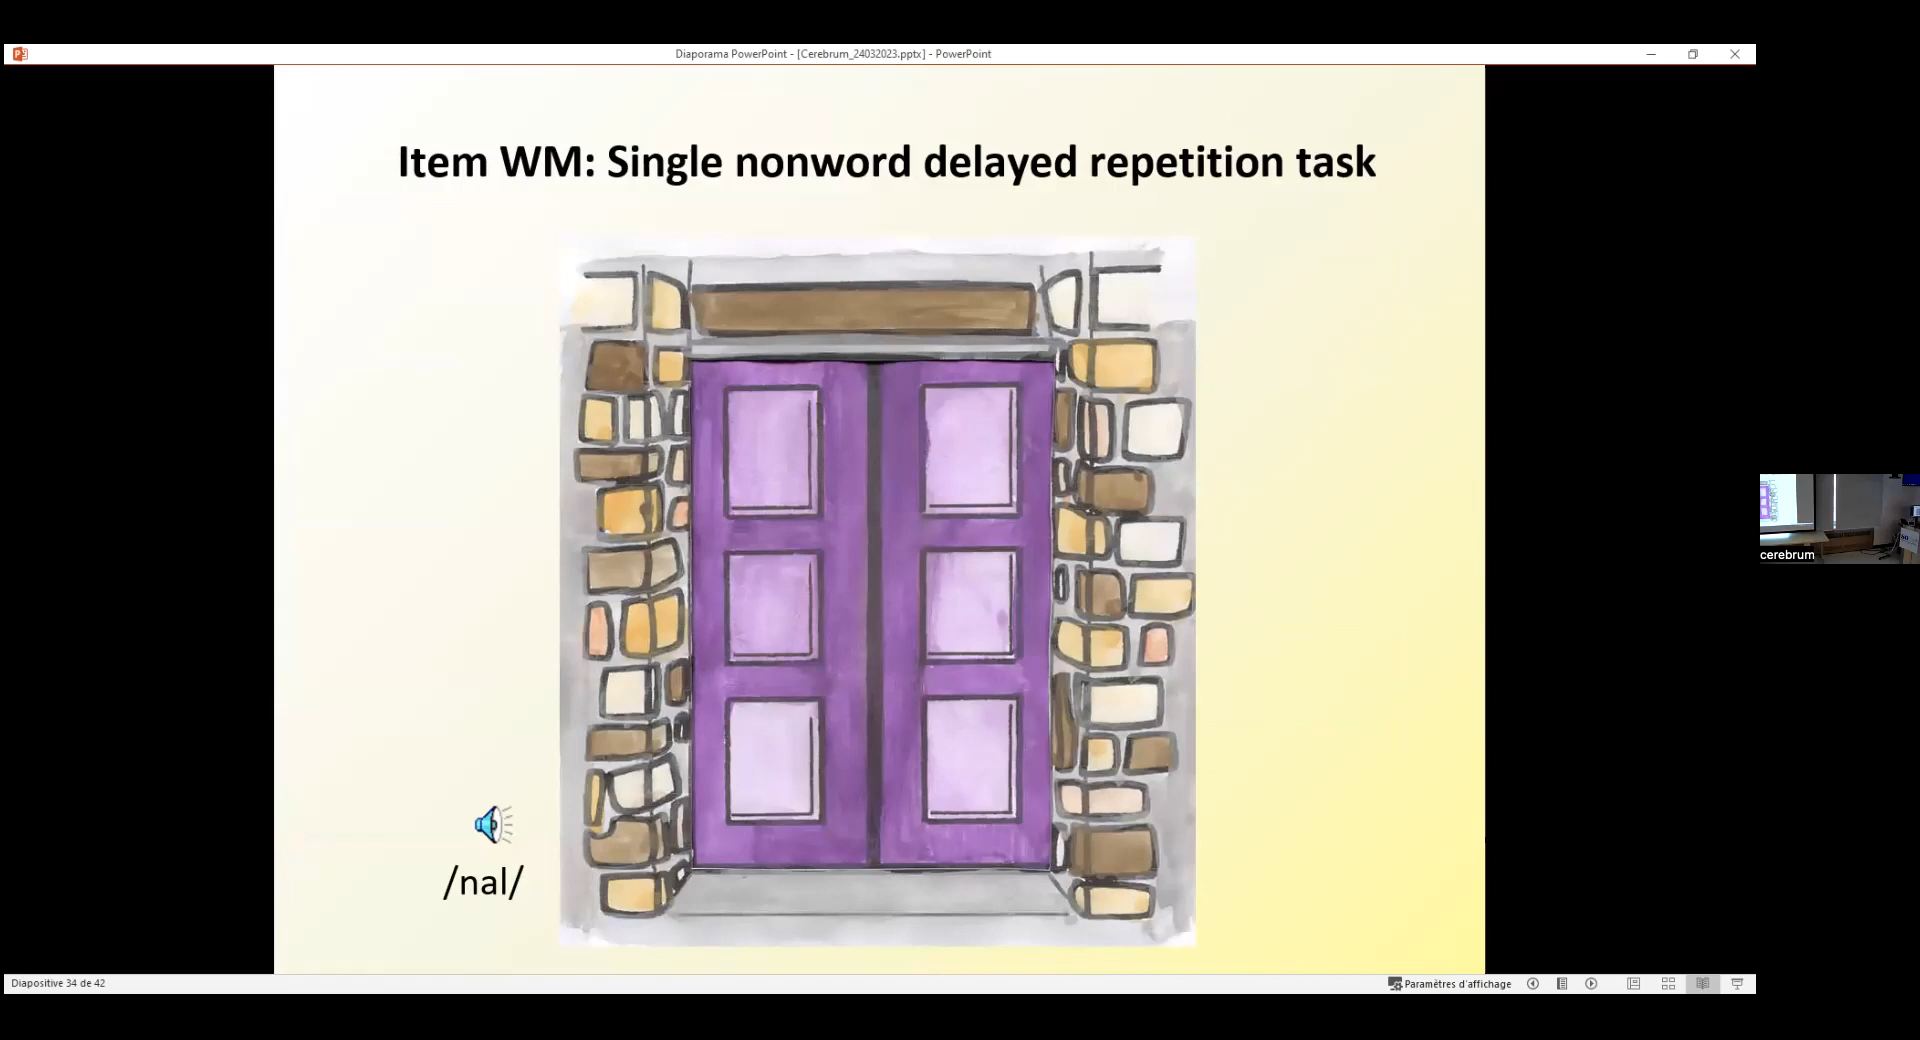 Diaporama PowerPoint - [Cerebrum_24032023.pptx] - PowerPoint
Item WM: Single nonword delayed repetition task
/nal/
cerebrum
Diapositive 34 de 42
Paramètres d'affichage